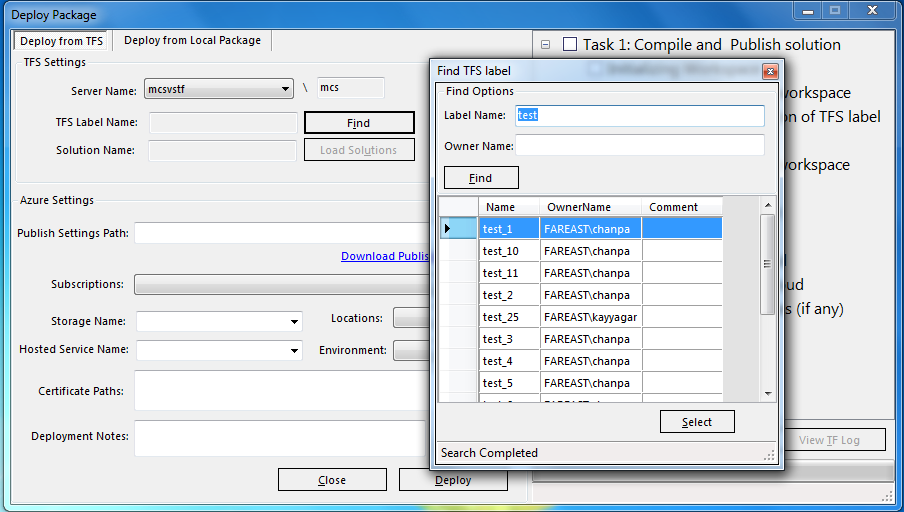 Deploy Package
Deploy from TFS
Deploy from Local Package
TFS Settings
Server Name:
mcsvstf
\
mcs
TFS Label Name:
Find
Solution Name:
Load Solutions
Azure Settings
Publish Settings Path:
Download Publis
Subscriptions:
Storage Name:
Locations:
Hosted Service Name:
Environment:
Certificate Paths:
Deployment Notes:
Close
Deploy
Task 1: Compile and Publish solution
Initializing Workspace
workspace
on of TFS label
workspace
oud
s (if any)
View TF Log
Find TFS label
Find Options
Label Name:
test
Owner Name:
Find
Name OwnerName Comment
test_1 FAREAST\chanpa
test_10 FAREAST\chanpa
test_11 FAREAST\chanpa
test_2 FAREAST\chanpa
test_25 FAREAST\kayyagar
test_3 FAREAST\chanpa
test_4 FAREAST\chanpa
test_5 FAREAST\chanpa
Select
Search Completed